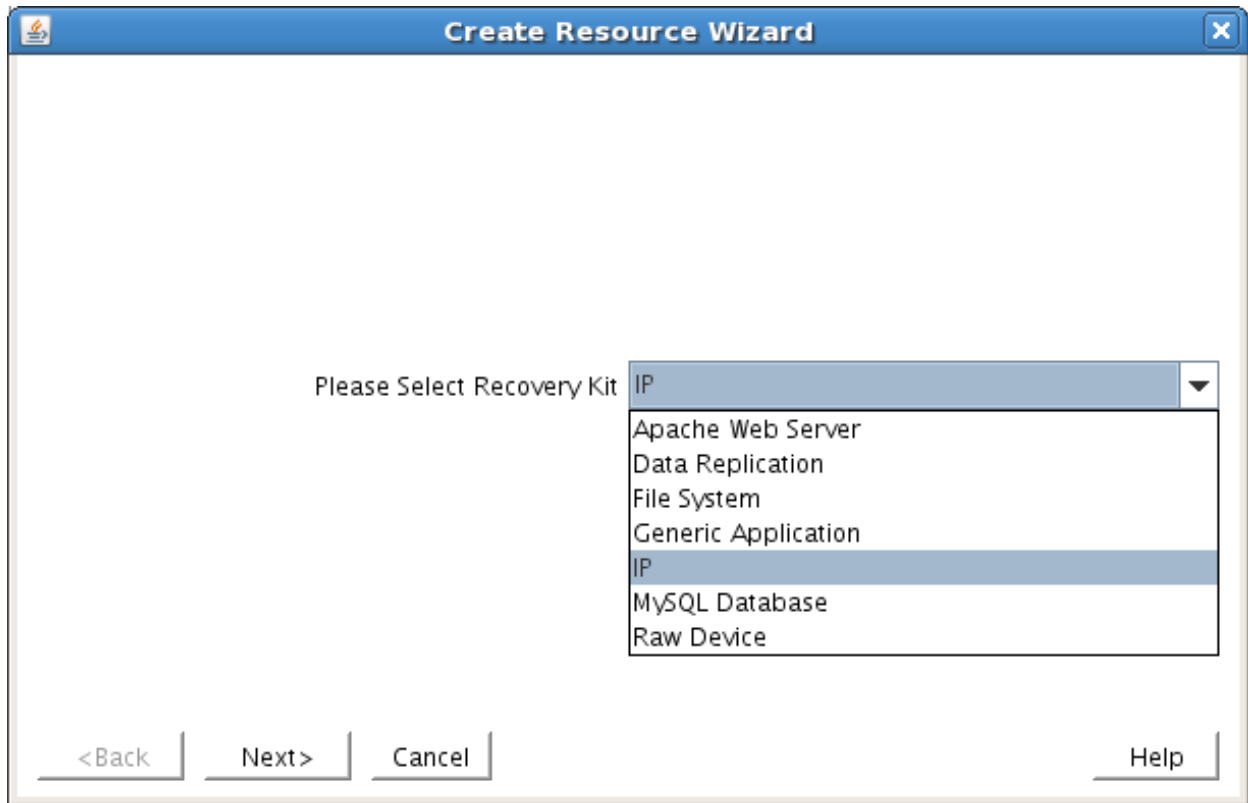 Create Resource Wizard
Please Select Recovery Kit IP
Apache Web Server
Data Replication
File System
Generic Application
IP
MySQL Database
Raw Device
<Back Next> Cancel Help